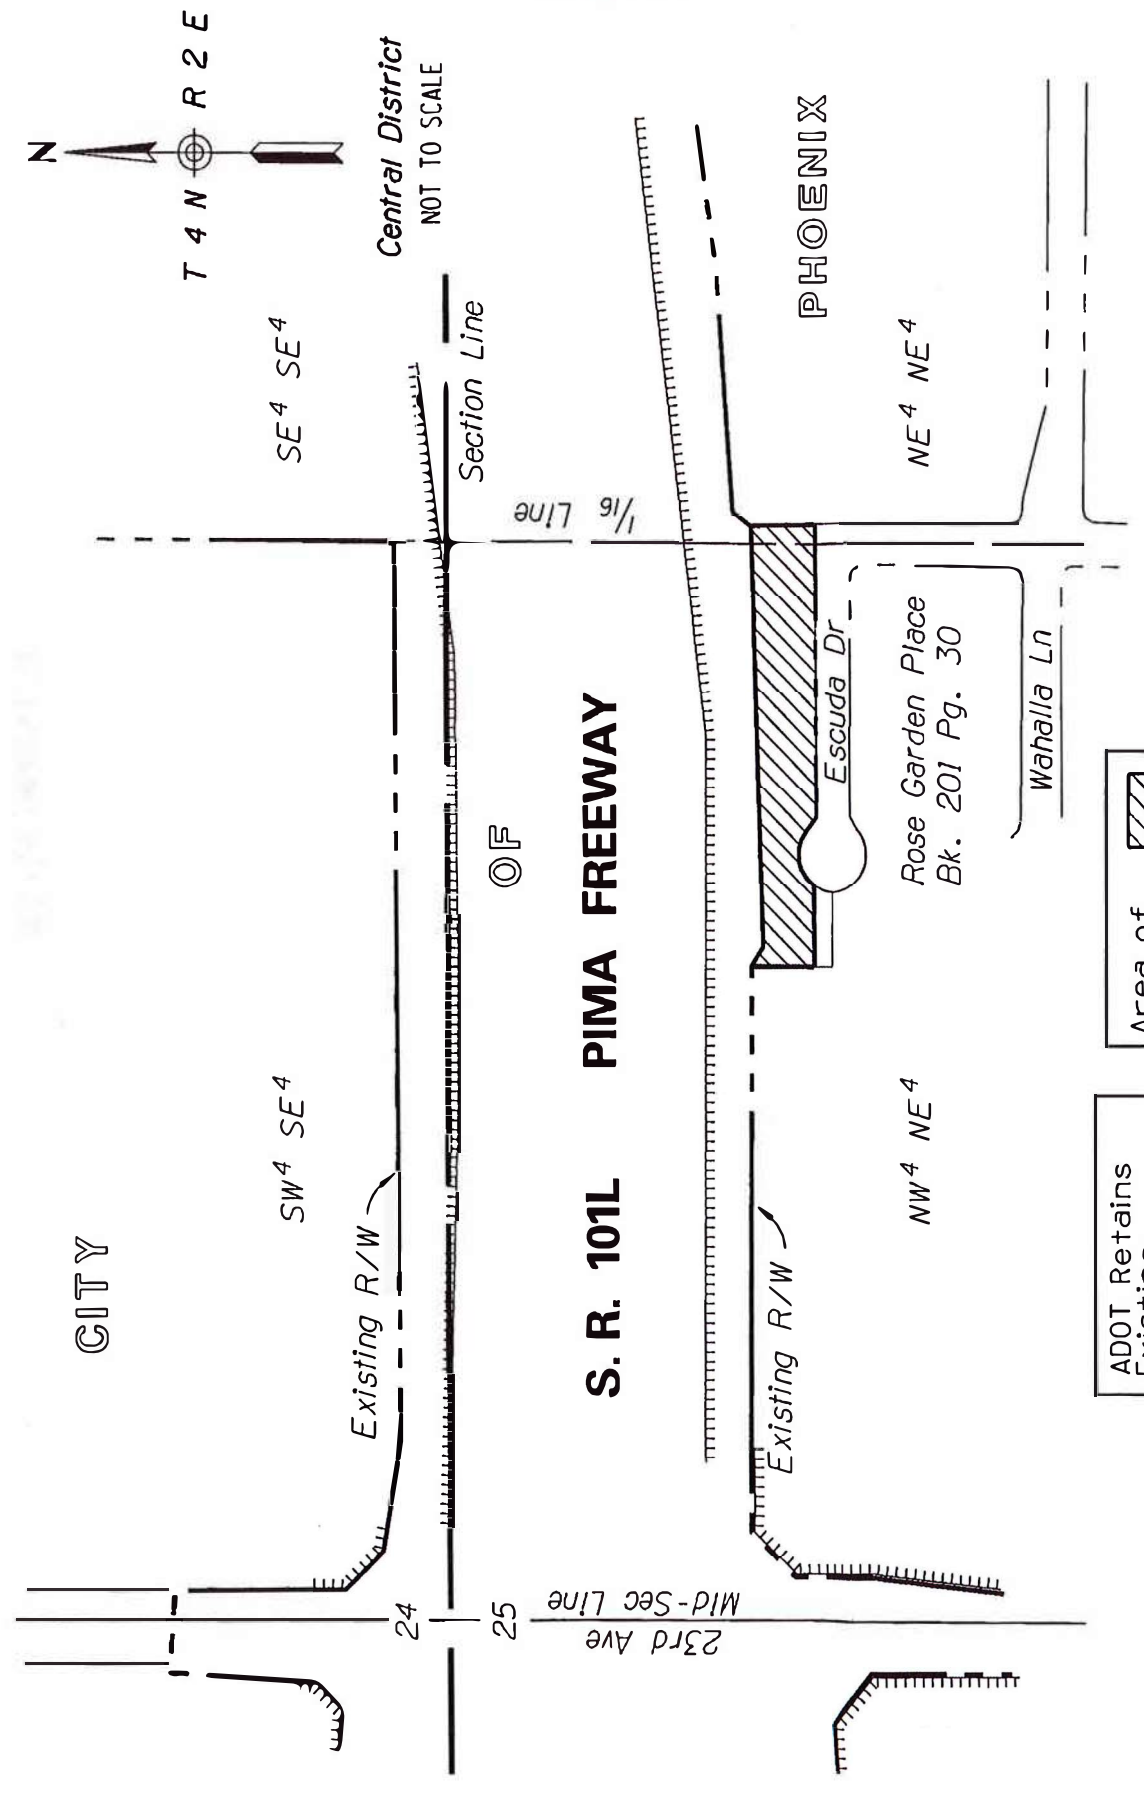 N
T 4 N R 2 E
Central District
NOT TO SCALE
CITY
SW⁴ SE⁴
SE⁴ SE⁴
Existing R/W
24
Section Line
25
OF
1/16 Line
Mid-Sec Line
23rd Ave
S. R. 101L PIMA FREEWAY
Existing R/W
PHOENIX
Escuda Dr
NW⁴ NE⁴
Rose Garden Place
Bk. 201 Pg. 30
NE⁴ NE⁴
Wahalla Ln
ADOT Retains
Existing
Area of